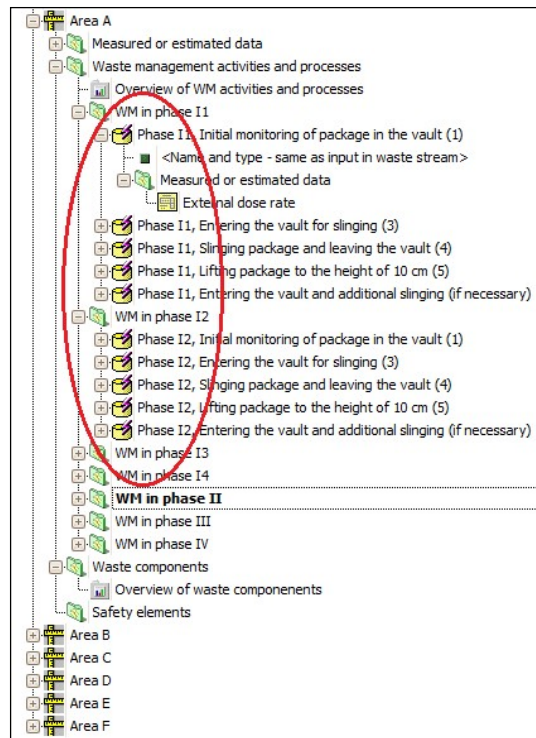 Area A
Measured or estimated data
Waste management activities and processes
Overview of WM activities and processes
WM in phase I1
Phase I1, Initial monitoring of package in the vault (1)
<Name and type - same as input in waste stream>
Measured or estimated data
External dose rate
Phase I1, Entering the vault for slinging (3)
Phase I1, Slinging package and leaving the vault (4)
Phase I1, Lifting package to the height of 10 cm (5)
Phase I1, Entering the vault and additional slinging (if necessary)
WM in phase I2
Phase I2, Initial monitoring of package in the vault (1)
Phase I2, Entering the vault for slinging (3)
Phase I2, Slinging package and leaving the vault (4)
Phase I2, Lifting package to the height of 10 cm (5)
Phase I2, Entering the vault and additional slinging (if necessary)
WM in phase I3
WM in phase I4
WM in phase II
WM in phase III
WM in phase IV
Waste components
Overview of waste componenents
Safety elements
Area B
Area C
Area D
Area E
Area F